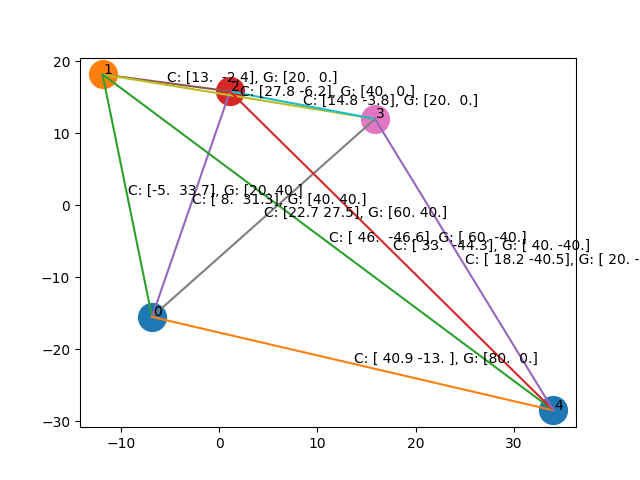 20
10
0
−10
−20
−30
−10
0
10
20
30
1
2
3
0
4
C: [13. -2.4], G: [20. 0.]
C: [27.8 -6.2], G: [40. 0.]
C: [14.8 -3.8], G: [20. 0.]
C: [-5. 33.7], G: [20. 40.]
C: [ 8. 31.3], G: [40. 40.]
C: [22.7 27.5], G: [60. 40.]
C: [ 46. -46.6], G: [ 60. -40.]
C: [ 33. -44.3], G: [ 40. -40.]
C: [ 18.2 -40.5], G: [ 20. -
C: [ 40.9 -13. ], G: [80. 0.]